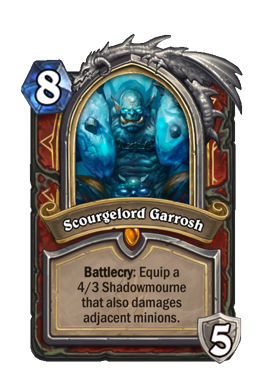 8
Scourgelord Garrosh
Battlecry: Equip a
4/3 Shadowmourne
that also damages
adjacent minions.
5